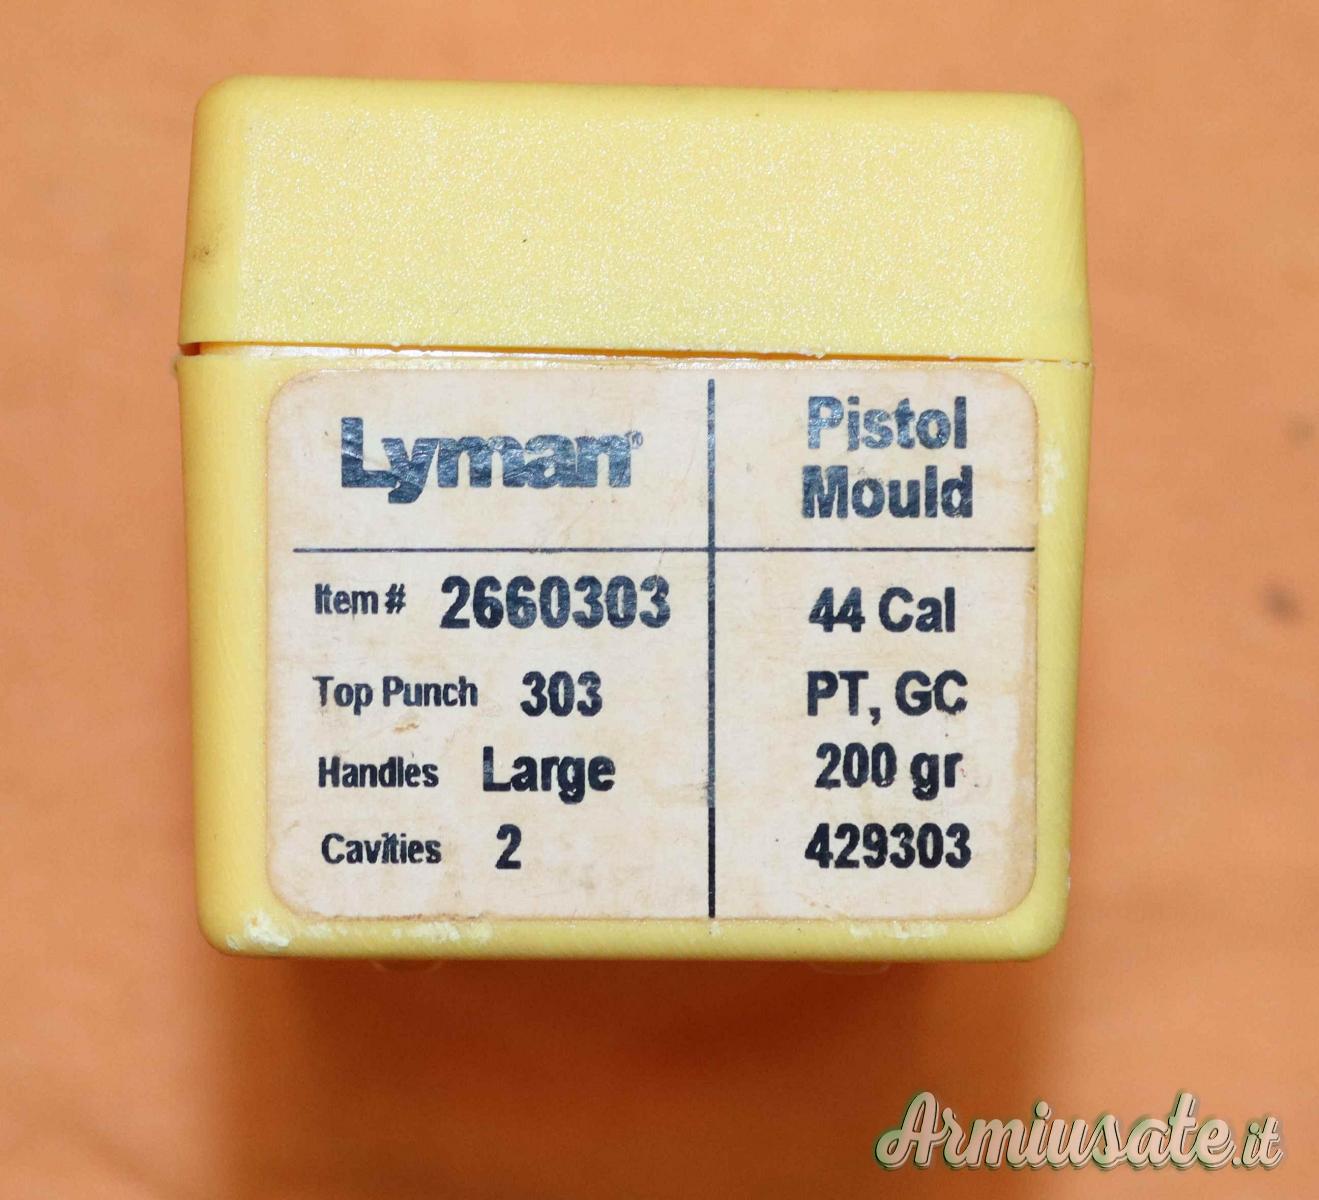 Lyman®
Pistol
Mould
Item # 2660303
Top Punch 303
Handles Large
Cavities 2
44 Cal
PT, GC
200 gr
429303
Armiusate.it